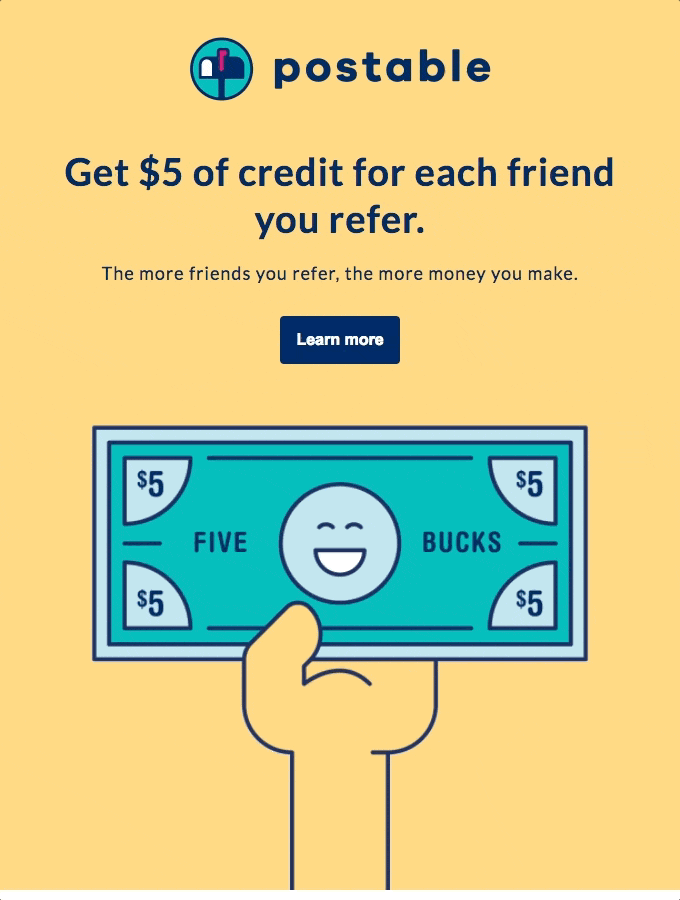 postable
Get $5 of credit for each friend
you refer.
The more friends you refer, the more money you make.
Learn more
$5 $5
FIVE BUCKS
$5 $5